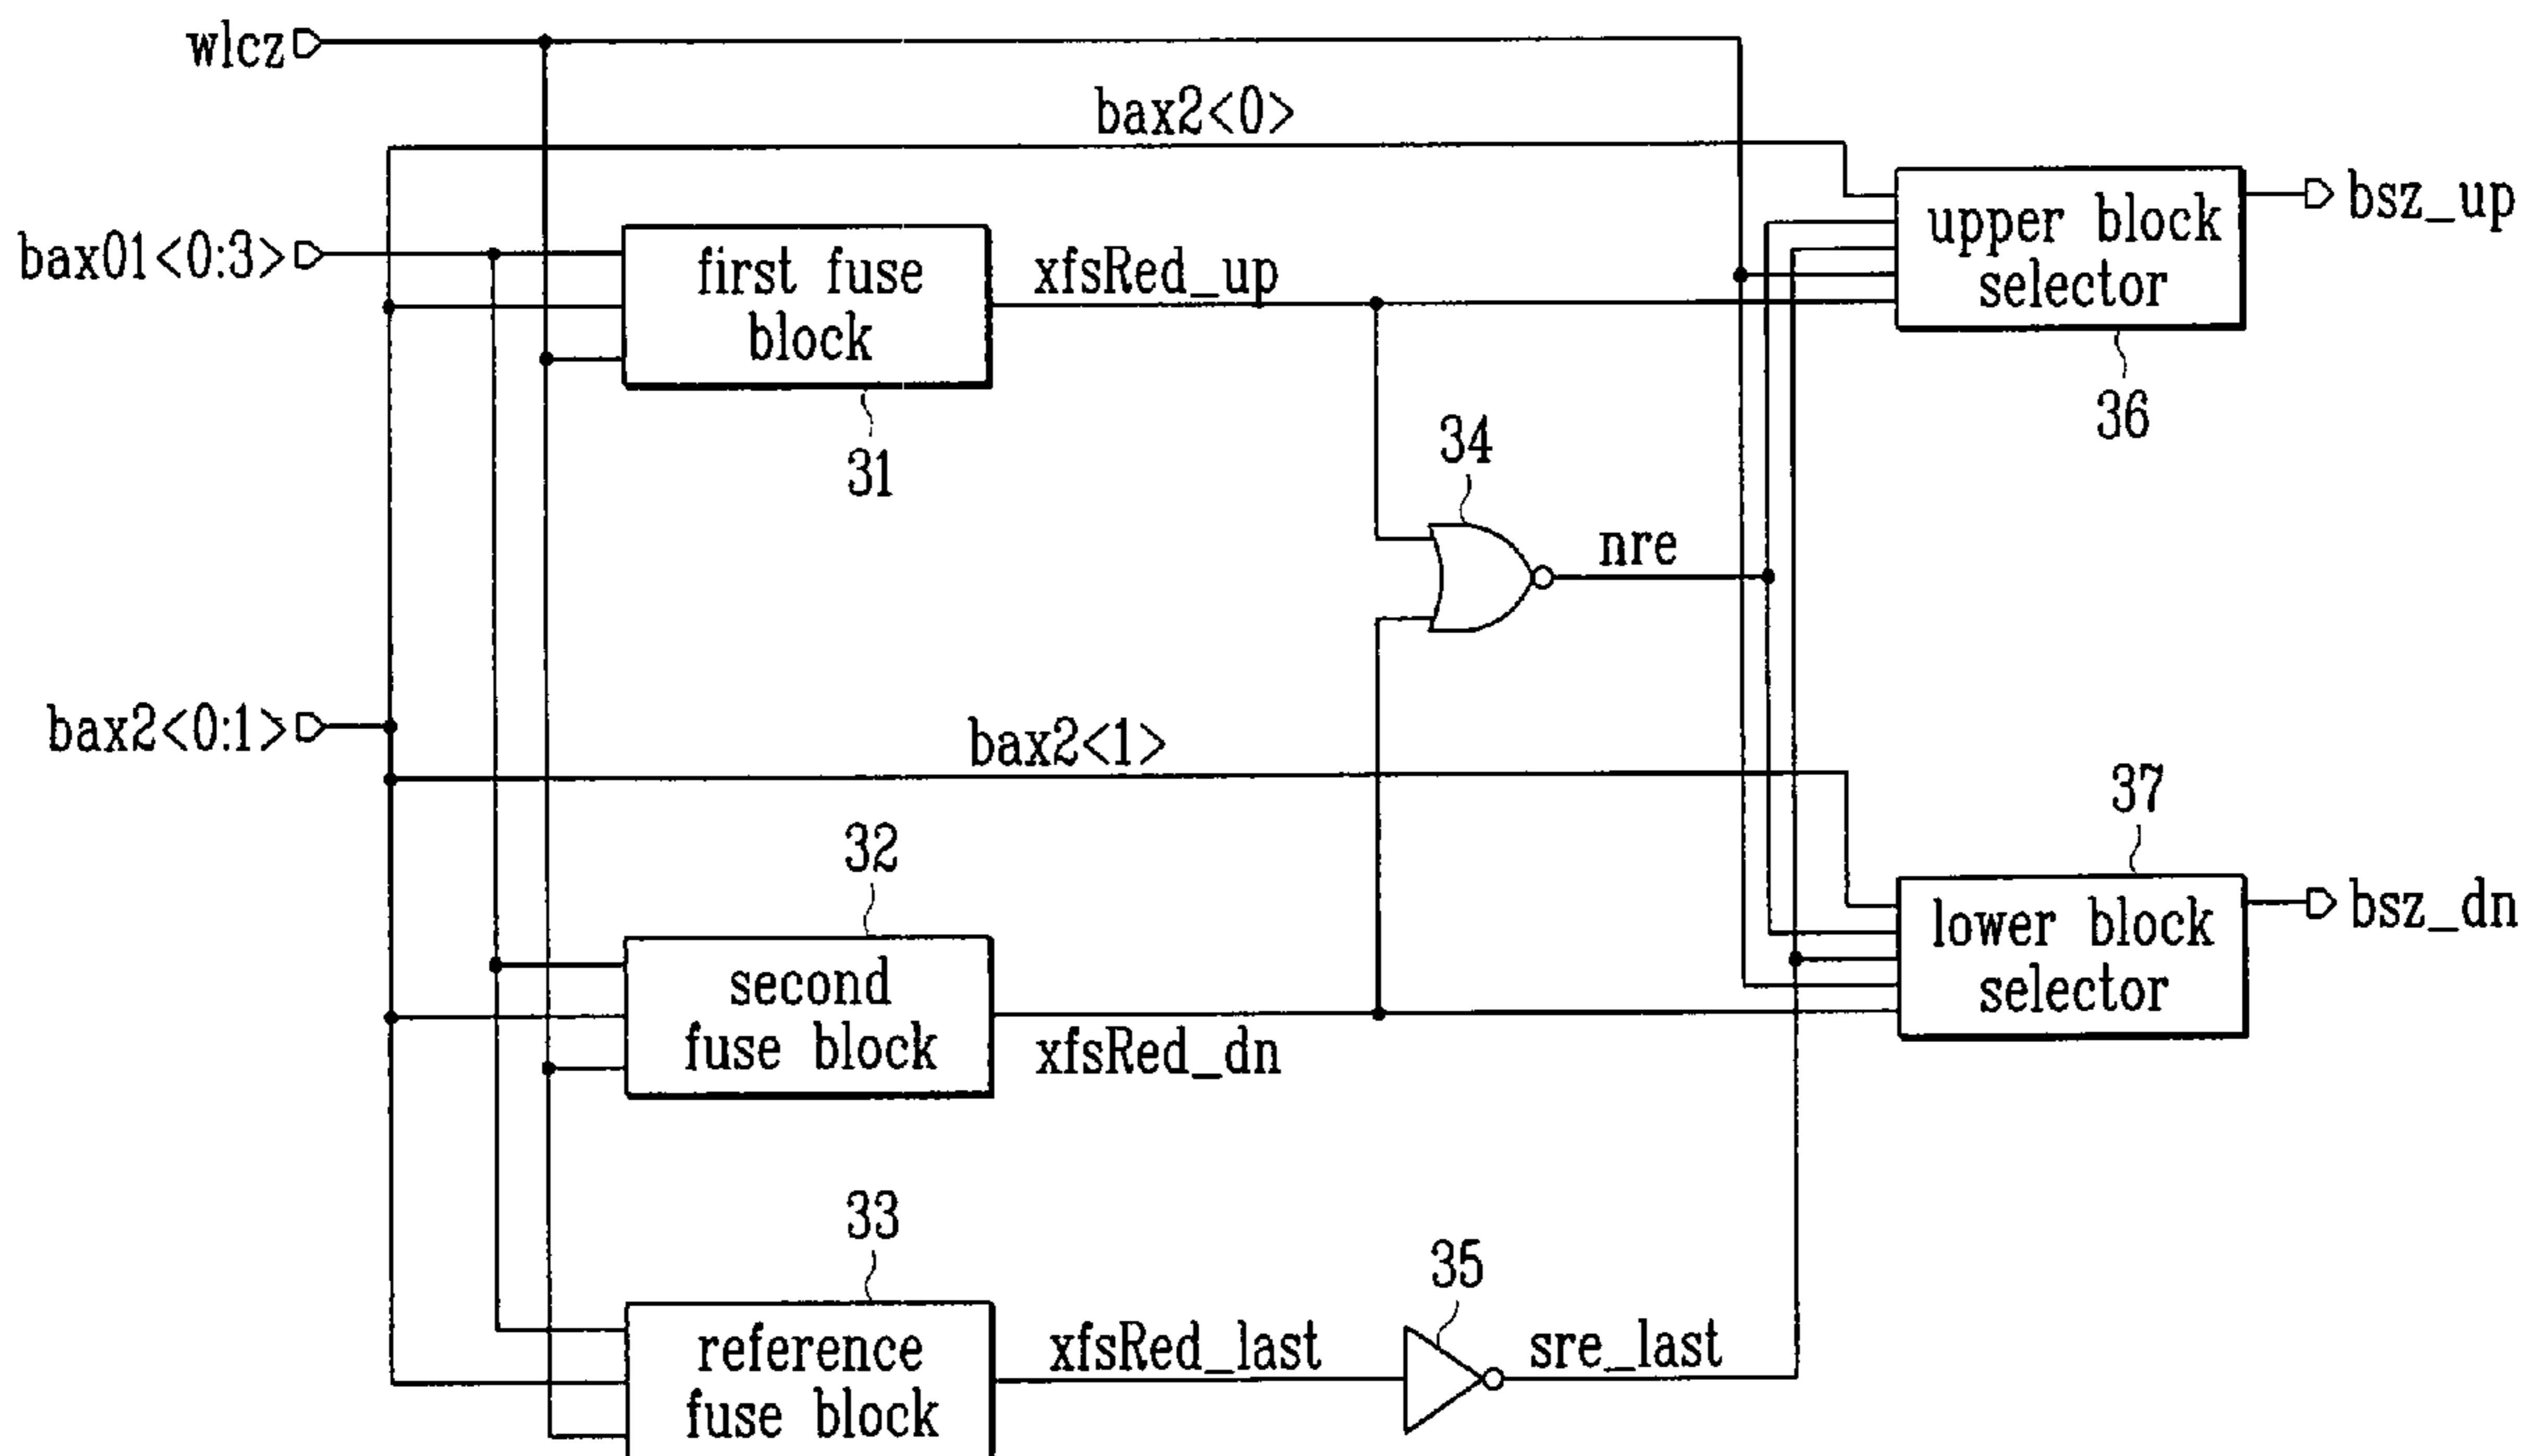 wlcz
bax2<0>
bax01<0:3>
first fuse
block
31
xfsRed_up
upper block
selector
36
bsz_up
34
nre
bax2<0:1>
bax2<1>
37
32
second
fuse block
xfsRed_dn
lower block
selector
bsz_dn
33
reference
fuse block
xfsRed_last
35
sre_last